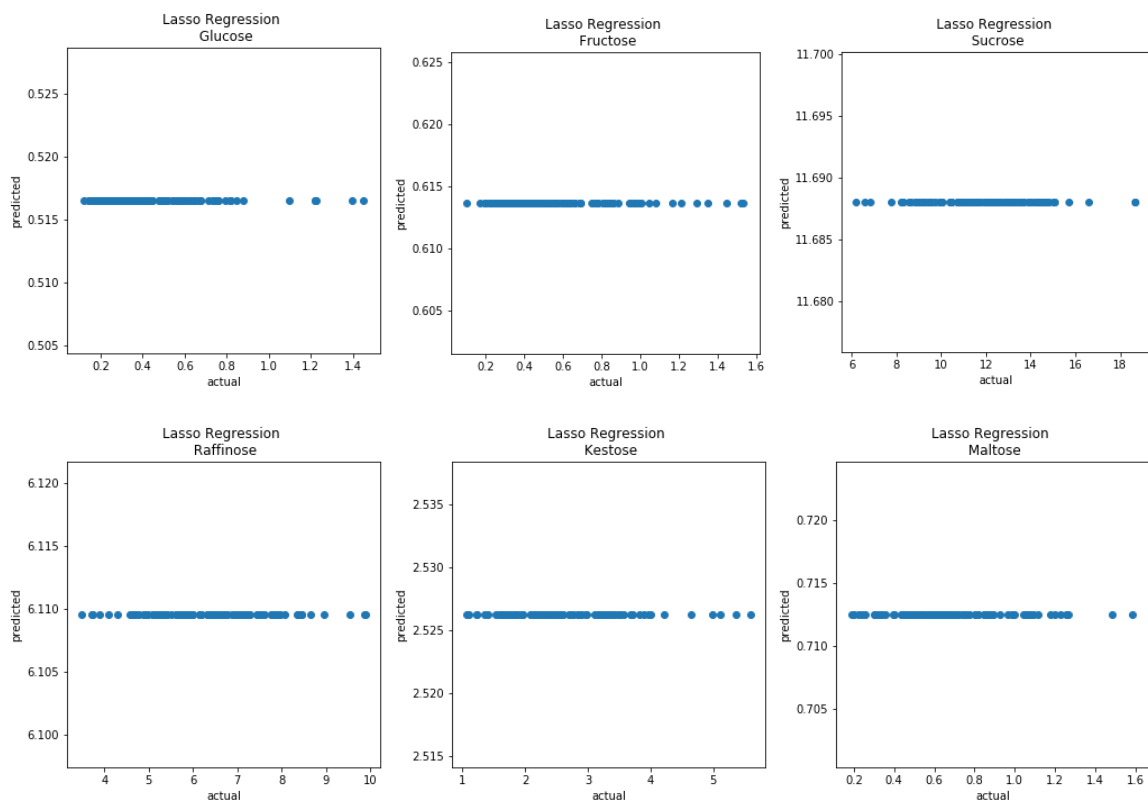 Lasso Regression
Glucose
0.525
0.520
0.515
0.510
0.505
predicted
0.2 0.4 0.6 0.8 1.0 1.2 1.4
actual
Lasso Regression
Fructose
0.625
0.620
0.615
0.610
0.605
predicted
0.2 0.4 0.6 0.8 1.0 1.2 1.4 1.6
actual
Lasso Regression
Sucrose
11.700
11.695
11.690
11.685
11.680
predicted
6 8 10 12 14 16 18
actual
Lasso Regression
Raffinose
6.120
6.115
6.110
6.105
6.100
predicted
4 5 6 7 8 9 10
actual
Lasso Regression
Kestose
2.535
2.530
2.525
2.520
2.515
predicted
1 2 3 4 5
actual
Lasso Regression
Maltose
0.720
0.715
0.710
0.705
predicted
0.2 0.4 0.6 0.8 1.0 1.2 1.4 1.6
actual